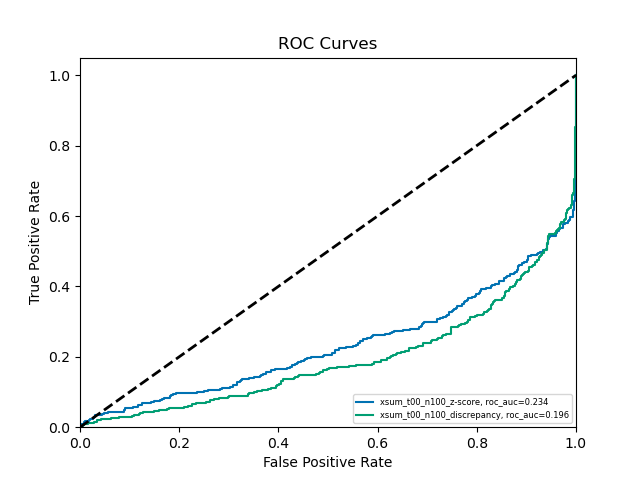 ROC Curves
True Positive Rate
1.0
0.8
0.6
0.4
0.2
0.0
0.0 0.2 0.4 0.6 0.8 1.0
False Positive Rate
xsum_t00_n100_z-score, roc_auc=0.234
xsum_t00_n100_discrepancy, roc_auc=0.196